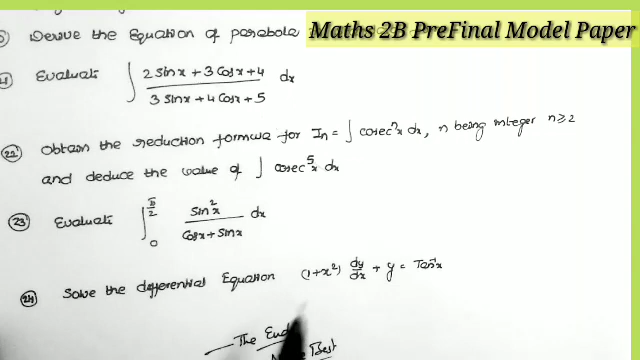 Maths 2B PreFinal Model Paper
Derive the Equation of parabola
Evaluate ∫ (2 sinx + 3 Cosx + 4)/(3 sinx + 4 Cosx + 5) dx
22 Obtain the reduction formula for In = ∫ cosecⁿx dx, n being integer n≥2
and deduce the value of ∫ cosec⁵x dx
23 Evaluate ∫₀^(π/2) sin²x/(Cosx + sinx) dx
24 Solve the differential Equation (1+x²) dy/dx + y = Tan⁻¹x
The End
Best